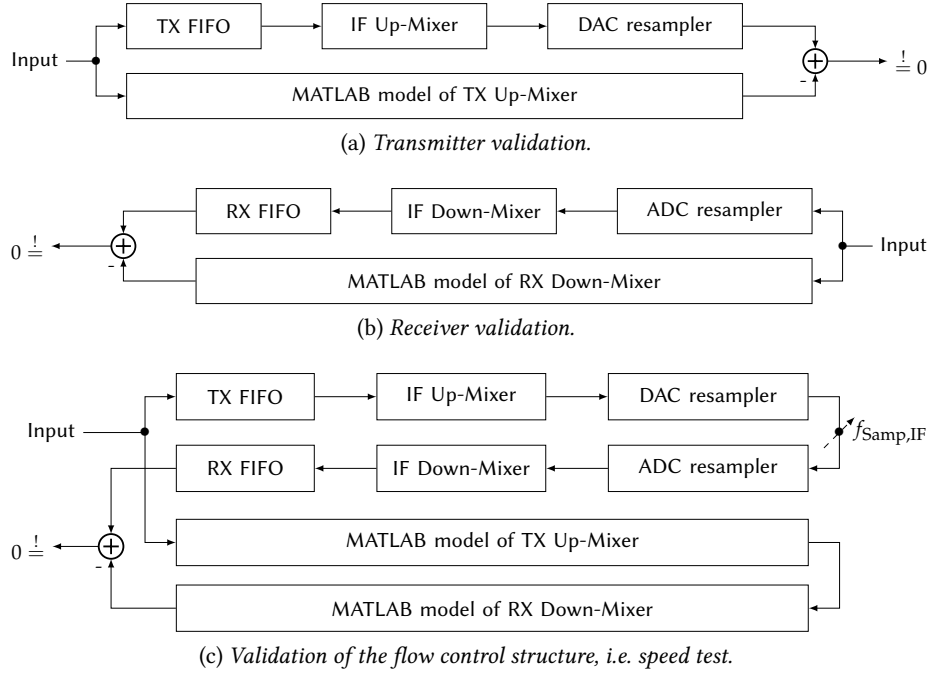 TX FIFO IF Up-Mixer DAC resampler
Input
! = 0
MATLAB model of TX Up-Mixer
-
(a) Transmitter validation.
RX FIFO IF Down-Mixer ADC resampler
0 =! Input
-
MATLAB model of RX Down-Mixer
(b) Receiver validation.
TX FIFO IF Up-Mixer DAC resampler
Input fSamp,IF
RX FIFO IF Down-Mixer ADC resampler
MATLAB model of TX Up-Mixer
0 =!
-
MATLAB model of RX Down-Mixer
(c) Validation of the flow control structure, i.e. speed test.